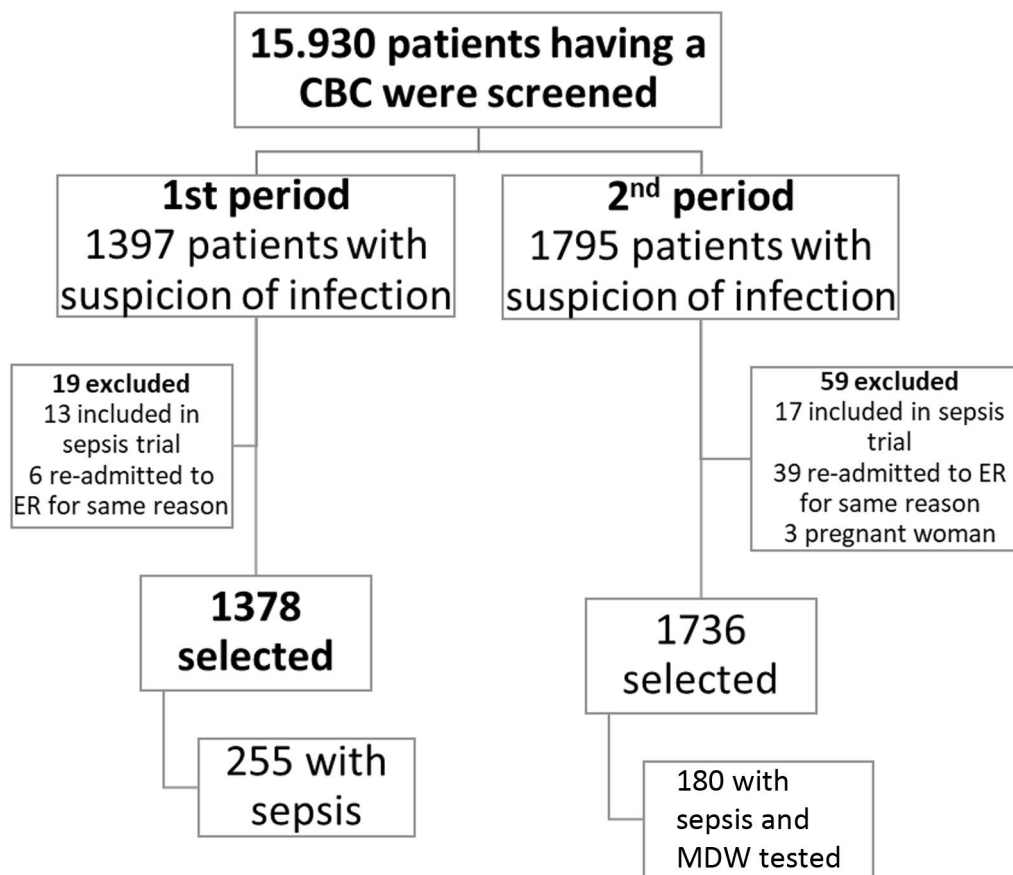 15.930 patients having a
CBC were screened
1st period
1397 patients with
suspicion of infection
2nd period
1795 patients with
suspicion of infection
19 excluded
13 included in
sepsis trial
6 re-admitted to
ER for same reason
59 excluded
17 included in sepsis
trial
39 re-admitted to ER
for same reason
3 pregnant woman
1378
selected
1736
selected
255 with
sepsis
180 with
sepsis and
MDW tested